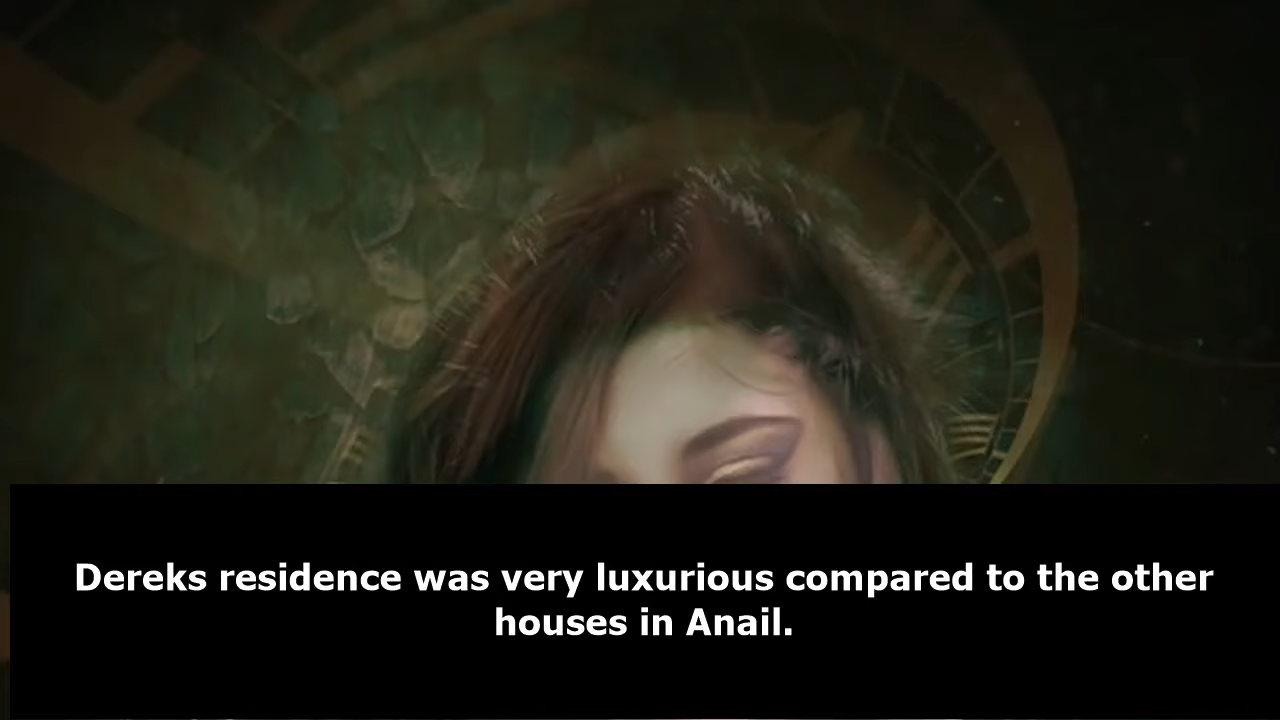 Dereks residence was very luxurious compared to the other
houses in Anail.